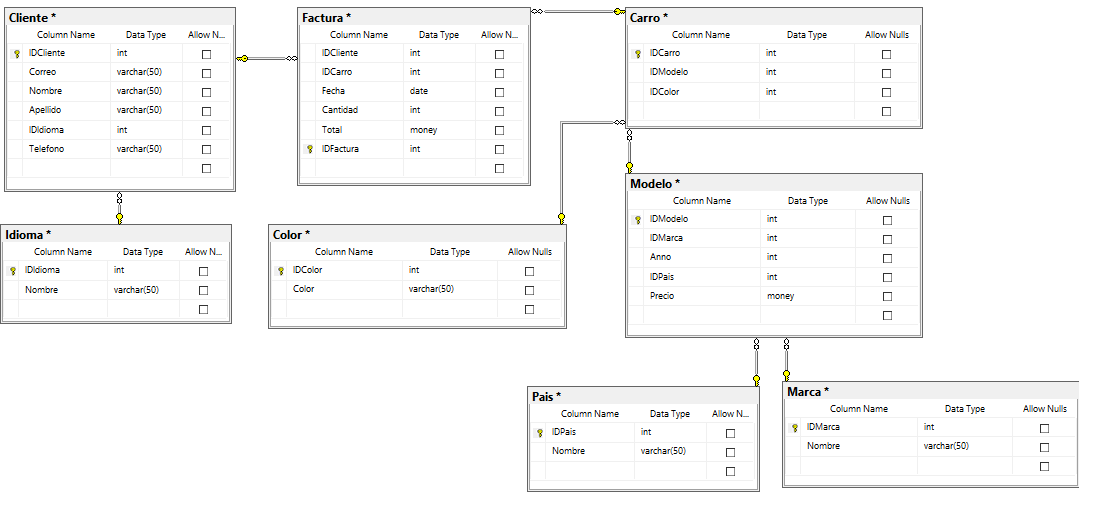 Cliente *
Column Name Data Type Allow N...
IDCliente int
Correo varchar(50)
Nombre varchar(50)
Apellido varchar(50)
IDIdioma int
Telefono varchar(50)
Factura *
Column Name Data Type Allow N...
IDCliente int
IDCarro int
Fecha date
Cantidad int
Total money
IDFactura int
Carro *
Column Name Data Type Allow Nulls
IDCarro int
IDModelo int
IDColor int
Idioma *
Column Name Data Type Allow N...
IDIdioma int
Nombre varchar(50)
Color *
Column Name Data Type Allow Nulls
IDColor int
Color varchar(50)
Modelo *
Column Name Data Type Allow Nulls
IDModelo int
IDMarca int
Anno int
IDPais int
Precio money
Pais *
Column Name Data Type Allow N...
IDPais int
Nombre varchar(50)
Marca *
Column Name Data Type Allow Nulls
IDMarca int
Nombre varchar(50)